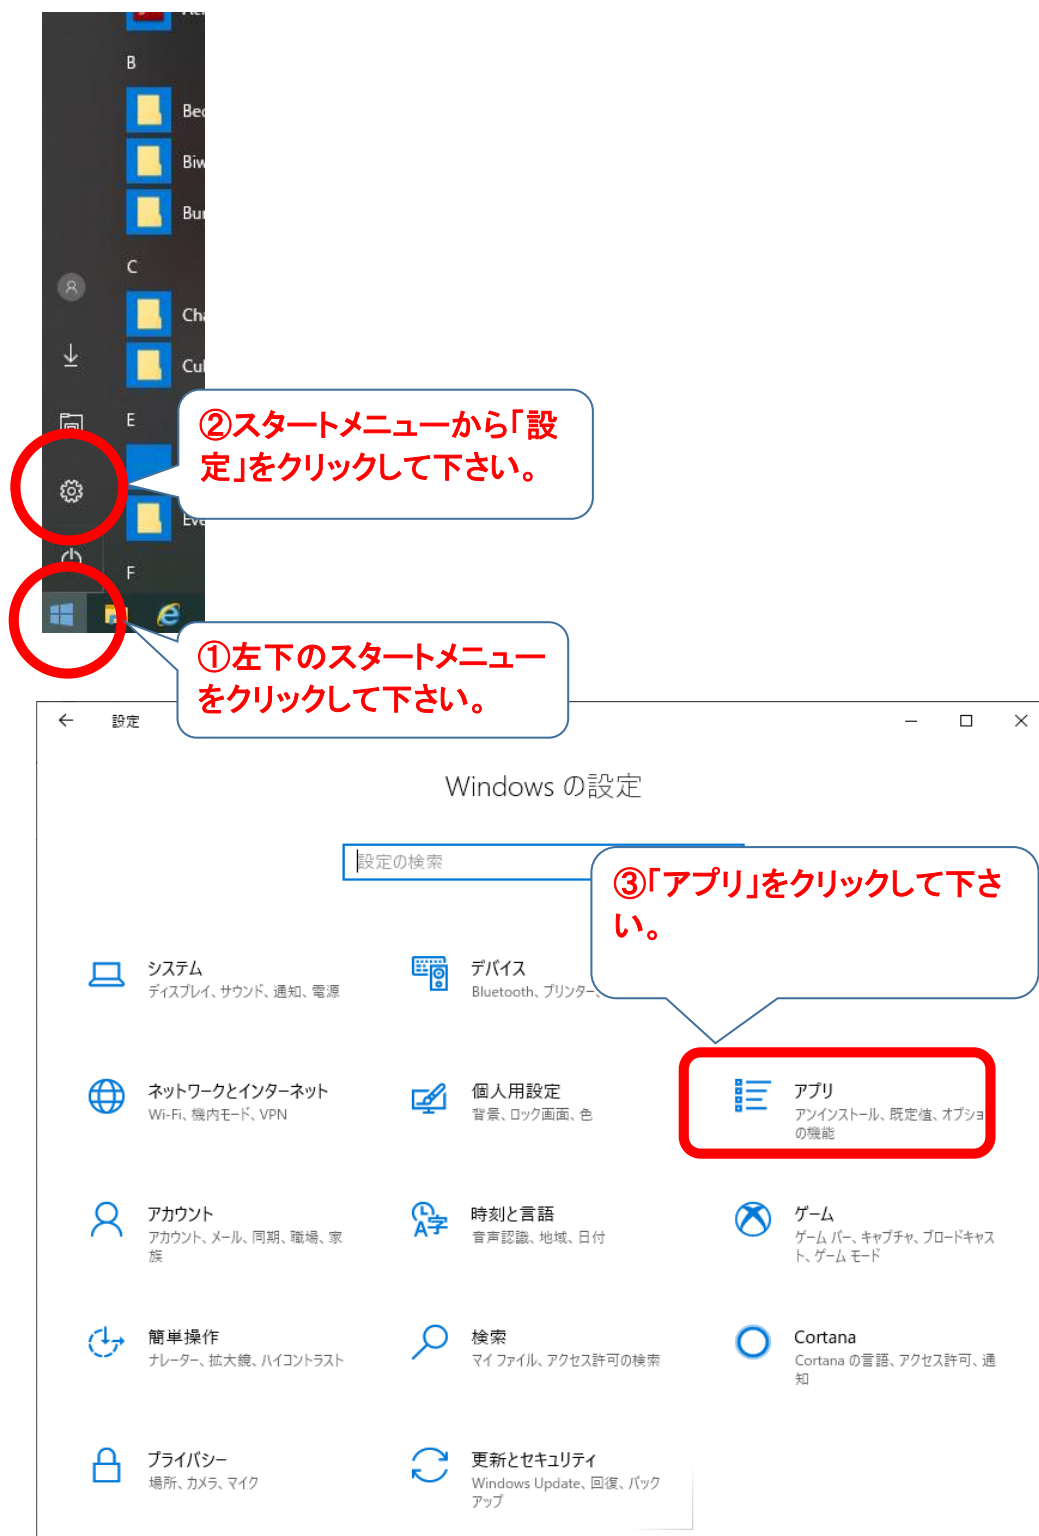 B
C
E
F
②スタートメニューから「設
定」をクリックして下さい。
①左下のスタートメニュー
をクリックして下さい。
設定
Windows の設定
設定の検索
③「アプリ」をクリックして下さ
い。
システム
ディスプレイ、サウンド、通知、電源
デバイス
Bluetooth、プリンター、
ネットワークとインターネット
Wi-Fi、機内モード、VPN
個人用設定
背景、ロック画面、色
アプリ
アンインストール、既定値、オプショ
の機能
アカウント
アカウント、メール、同期、職場、家
族
時刻と言語
音声認識、地域、日付
ゲーム
ゲーム バー、キャプチャ、ブロードキャス
ト、ゲーム モード
簡単操作
ナレーター、拡大鏡、ハイコントラスト
検索
マイ ファイル、アクセス許可の検索
Cortana
Cortana の言語、アクセス許可、通
知
プライバシー
場所、カメラ、マイク
更新とセキュリティ
Windows Update、回復、バック
アップ